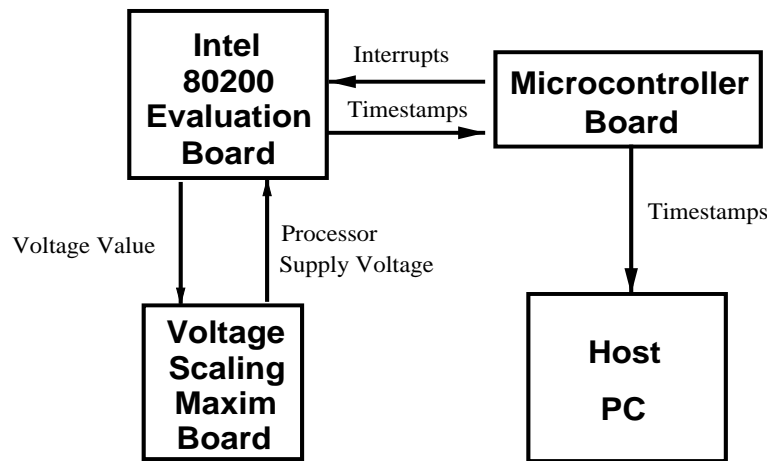 Intel
80200
Evaluation
Board
Interrupts
Timestamps
Microcontroller
Board
Timestamps
Voltage Value
Processor
Supply Voltage
Voltage
Scaling
Maxim
Board
Host
PC